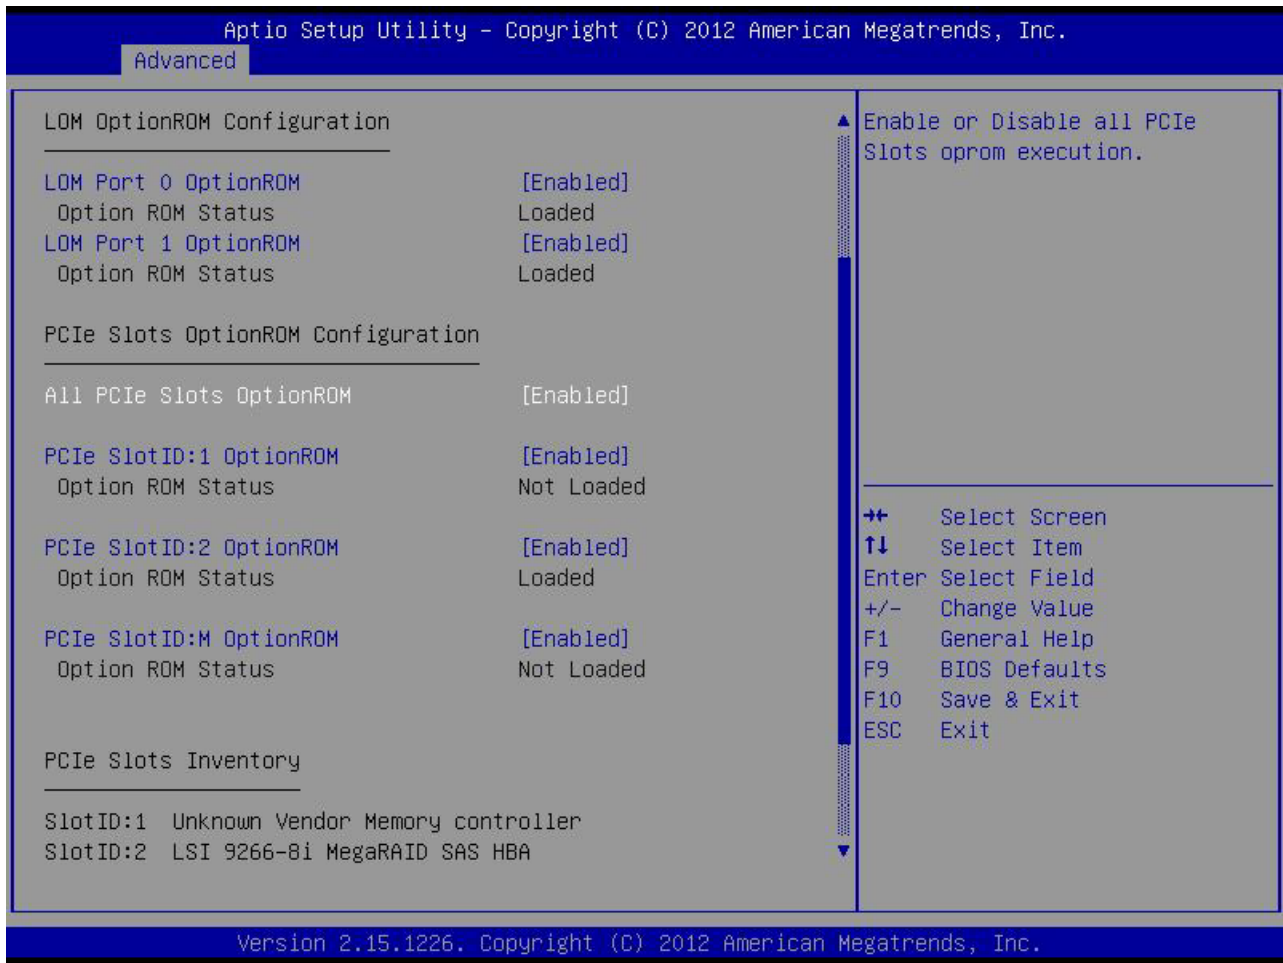 Aptio Setup Utility – Copyright (C) 2012 American Megatrends, Inc.
Advanced
LOM OptionROM Configuration
LOM Port 0 OptionROM [Enabled]
Option ROM Status Loaded
LOM Port 1 OptionROM [Enabled]
Option ROM Status Loaded
PCIe Slots OptionROM Configuration
All PCIe Slots OptionROM [Enabled]
PCIe SlotID:1 OptionROM [Enabled]
Option ROM Status Not Loaded
PCIe SlotID:2 OptionROM [Enabled]
Option ROM Status Loaded
PCIe SlotID:M OptionROM [Enabled]
Option ROM Status Not Loaded
PCIe Slots Inventory
SlotID:1 Unknown Vendor Memory controller
SlotID:2 LSI 9266-8i MegaRAID SAS HBA
Enable or Disable all PCIe
Slots oprom execution.
→← Select Screen
↑↓ Select Item
Enter Select Field
+/- Change Value
F1 General Help
F9 BIOS Defaults
F10 Save & Exit
ESC Exit
Version 2.15.1226. Copyright (C) 2012 American Megatrends, Inc.